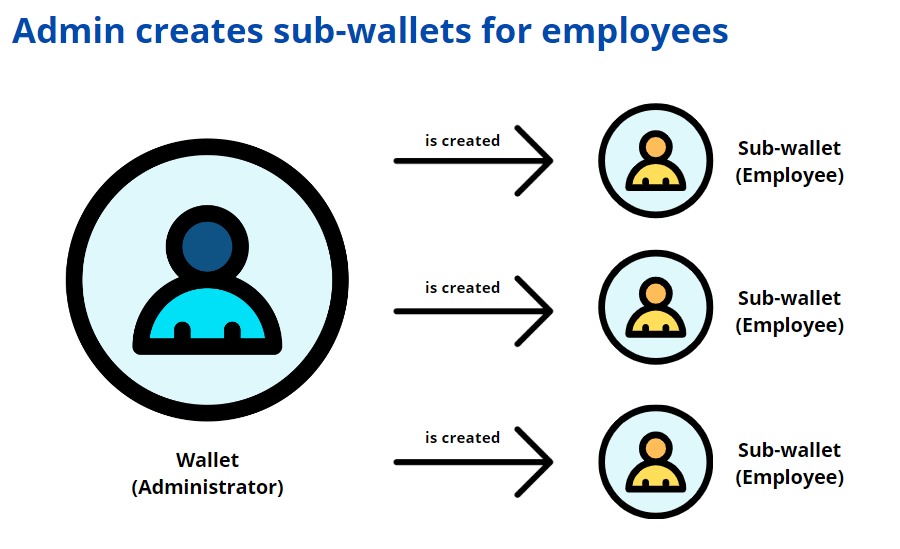 Admin creates sub-wallets for employees
is created
Sub-wallet
(Employee)
is created
Sub-wallet
(Employee)
is created
Sub-wallet
(Employee)
Wallet
(Administrator)